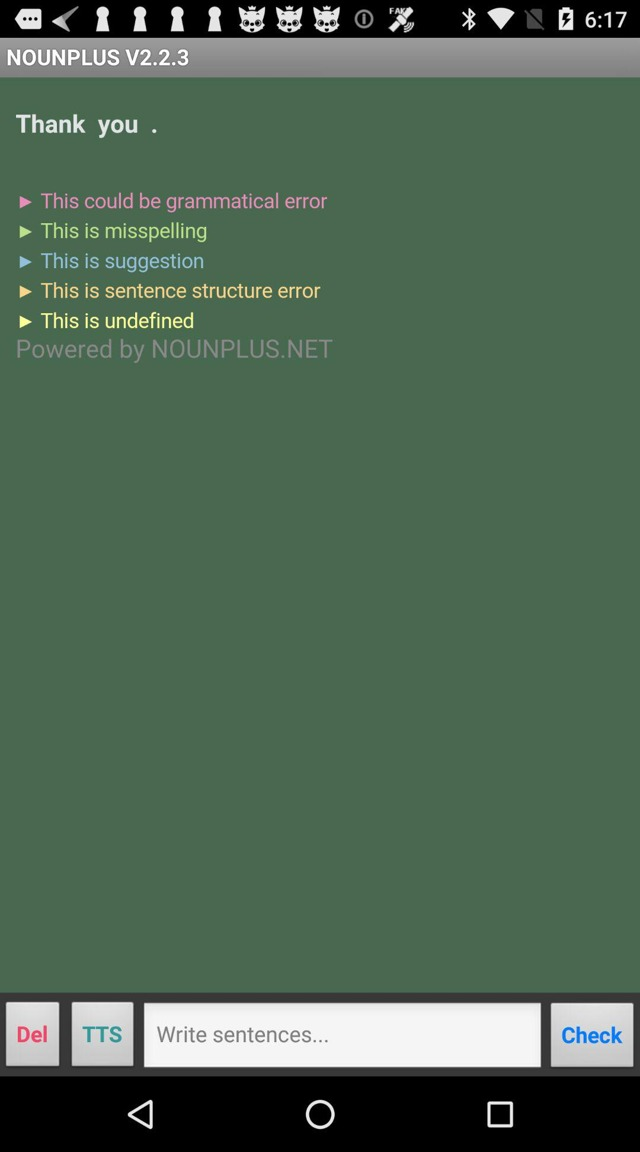 FAKE
6:17
NOUNPLUS V2.2.3
Thank you .
► This could be grammatical error
► This is misspelling
► This is suggestion
► This is sentence structure error
► This is undefined
Powered by NOUNPLUS.NET
Del TTS Write sentences... Check